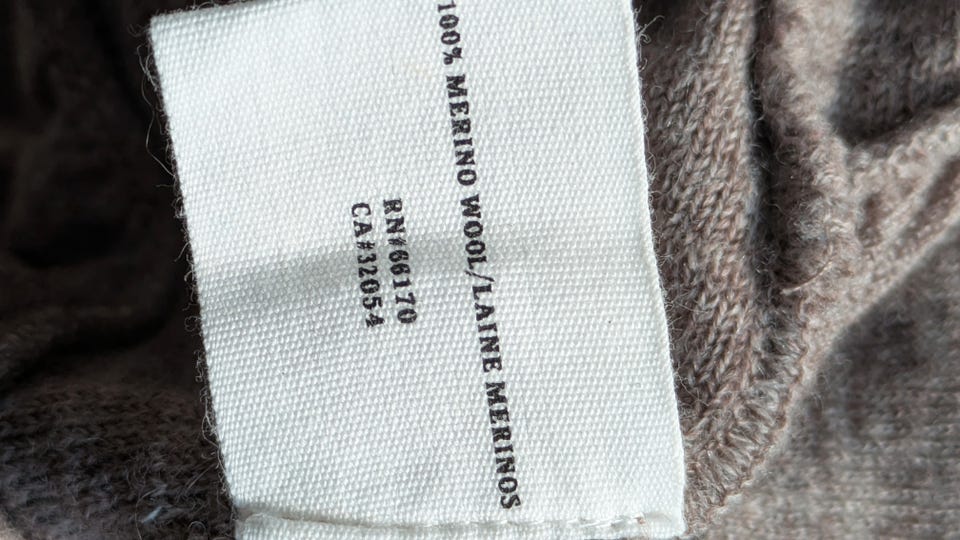 100% MERINO WOOL/LAINE MERINOS
RN#66170
CA#32054